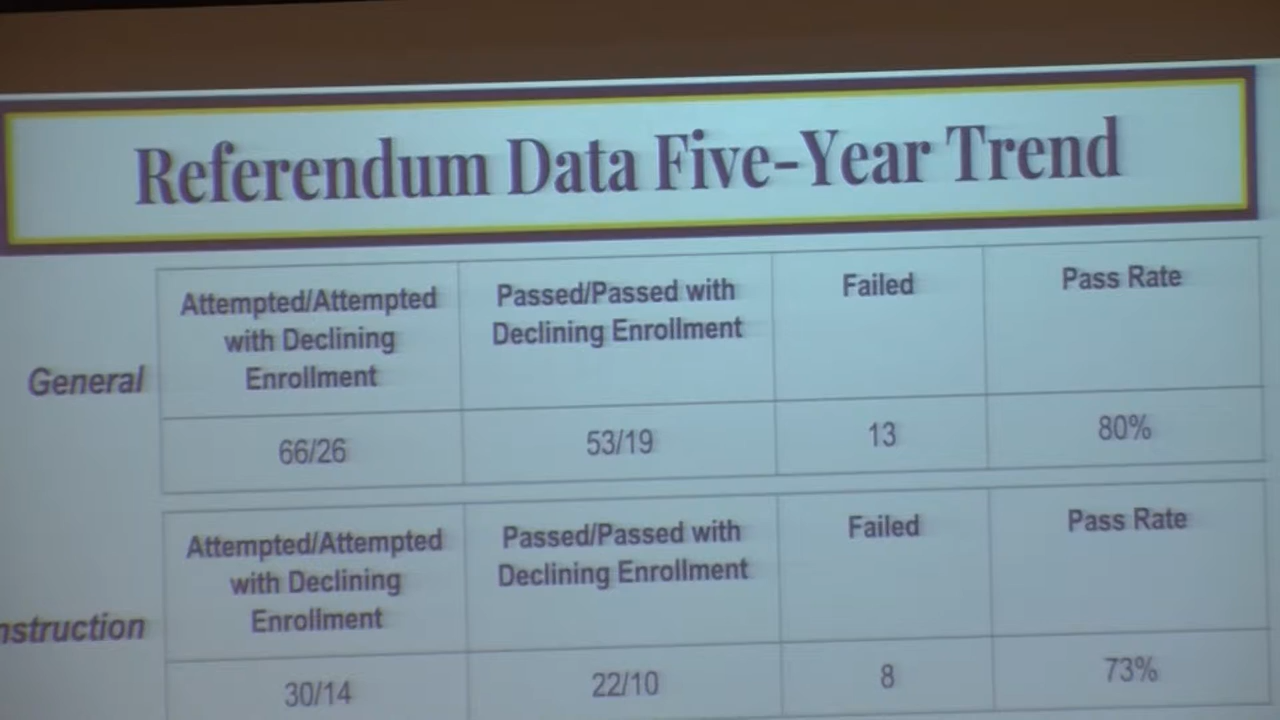 Referendum Data Five-Year Trend
General
Attempted/Attempted
with Declining
Enrollment
Passed/Passed with
Declining Enrollment
Failed
Pass Rate
66/26
53/19
13
80%
nstruction
Attempted/Attempted
with Declining
Enrollment
Passed/Passed with
Declining Enrollment
Failed
Pass Rate
30/14
22/10
8
73%